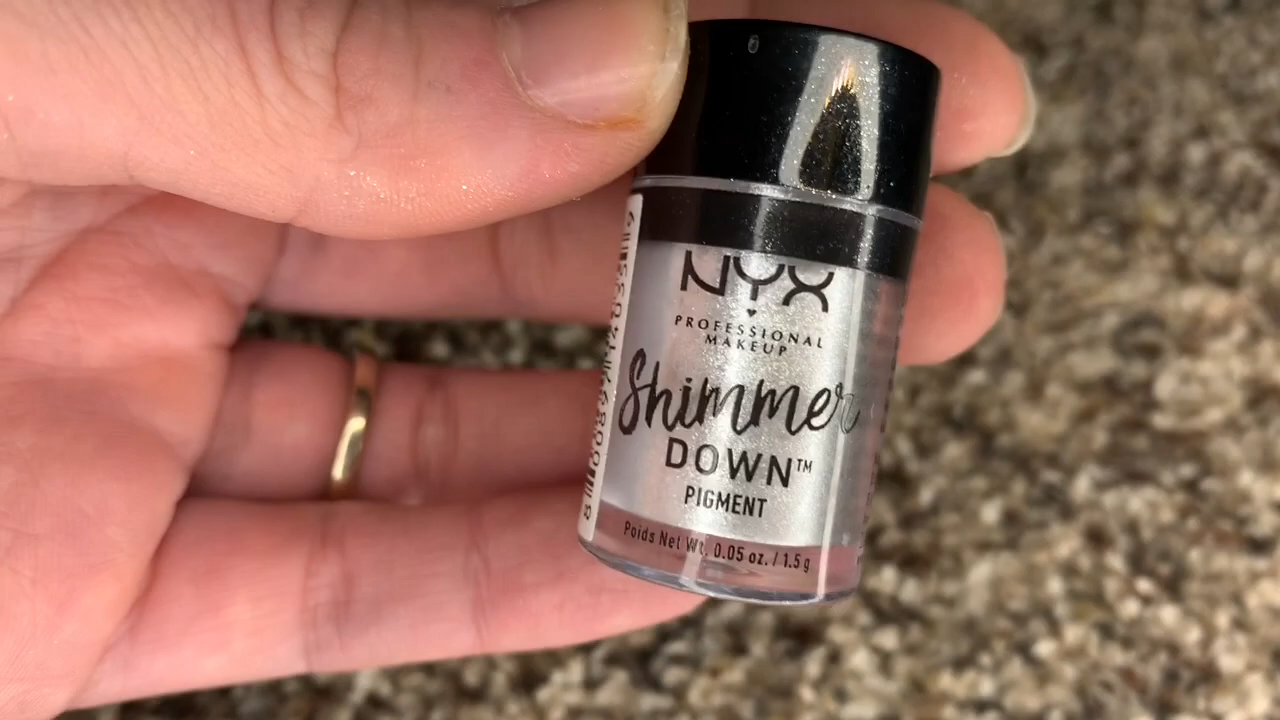 NYX
PROFESSIONAL
MAKEUP
Shimmer
DOWN™
PIGMENT
Poids Net Wt. 0.05 oz. / 1.5 g